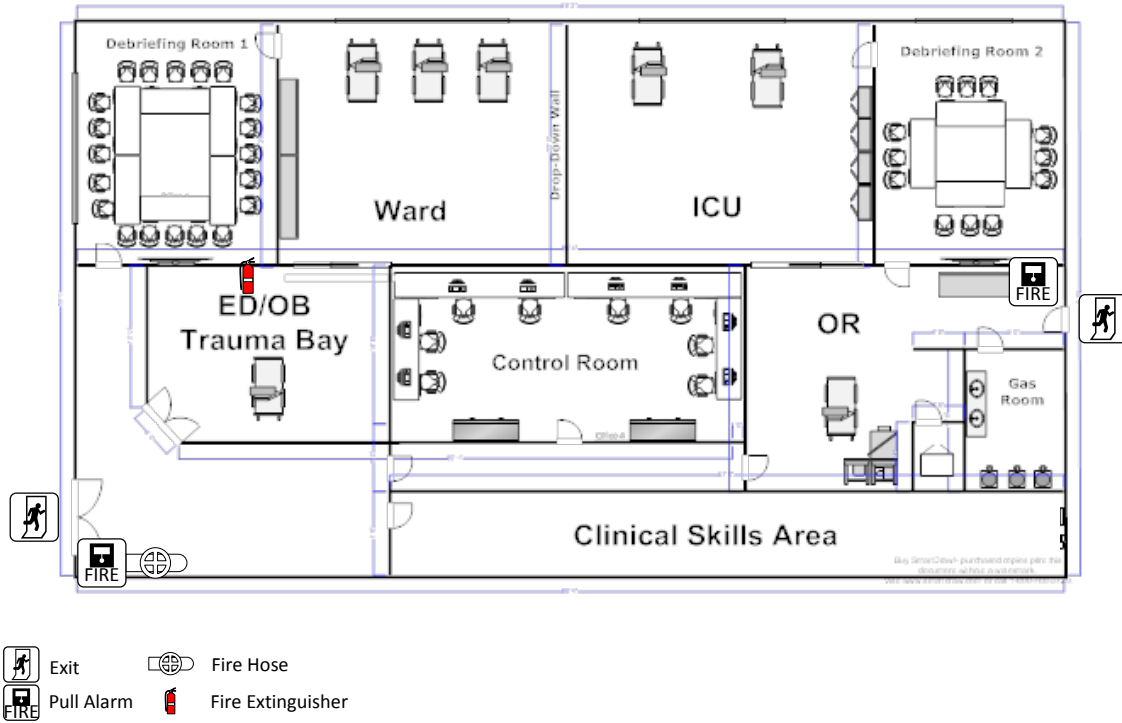 Debriefing Room 1
Debriefing Room 2
Drop-Down Wall
Ward
ICU
ED/OB
Trauma Bay
Control Room
OR
FIRE
Gas
Room
Clinical Skills Area
FIRE
Exit
Fire Hose
FIRE
Pull Alarm
Fire Extinguisher